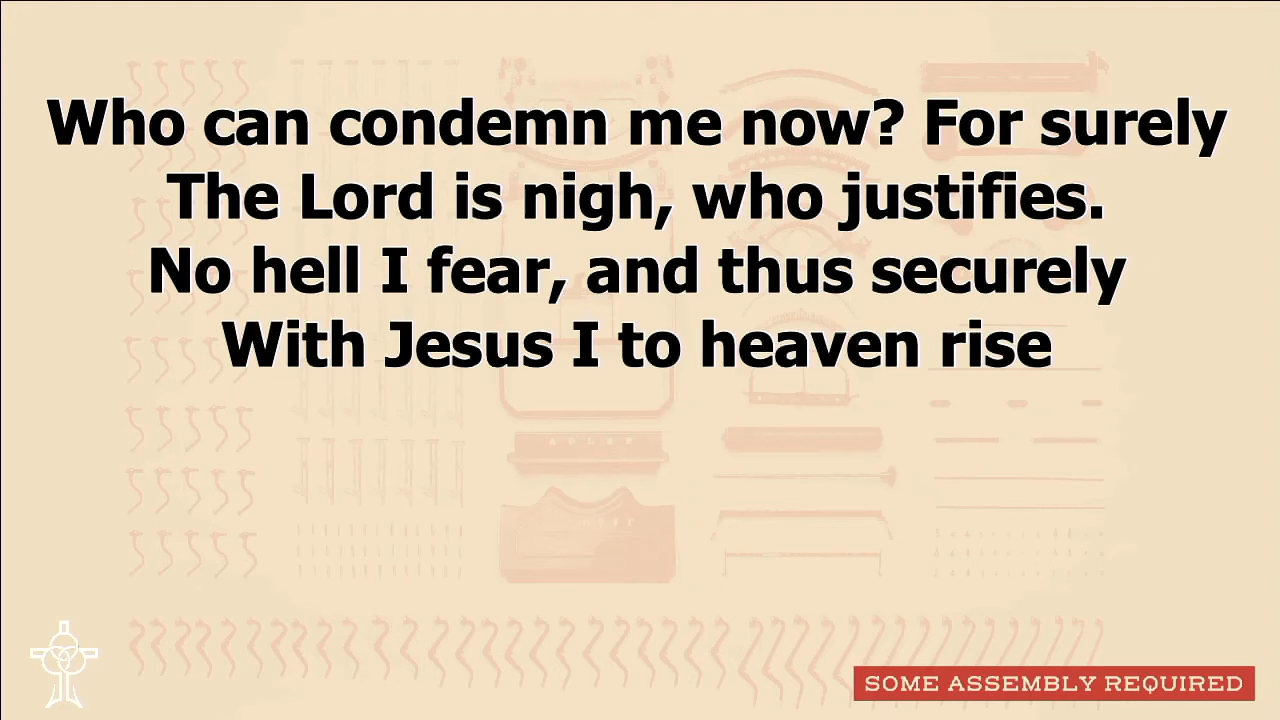 Who can condemn me now? For surely
The Lord is nigh, who justifies.
No hell I fear, and thus securely
With Jesus I to heaven rise
ADLER
SOME ASSEMBLY REQUIRED